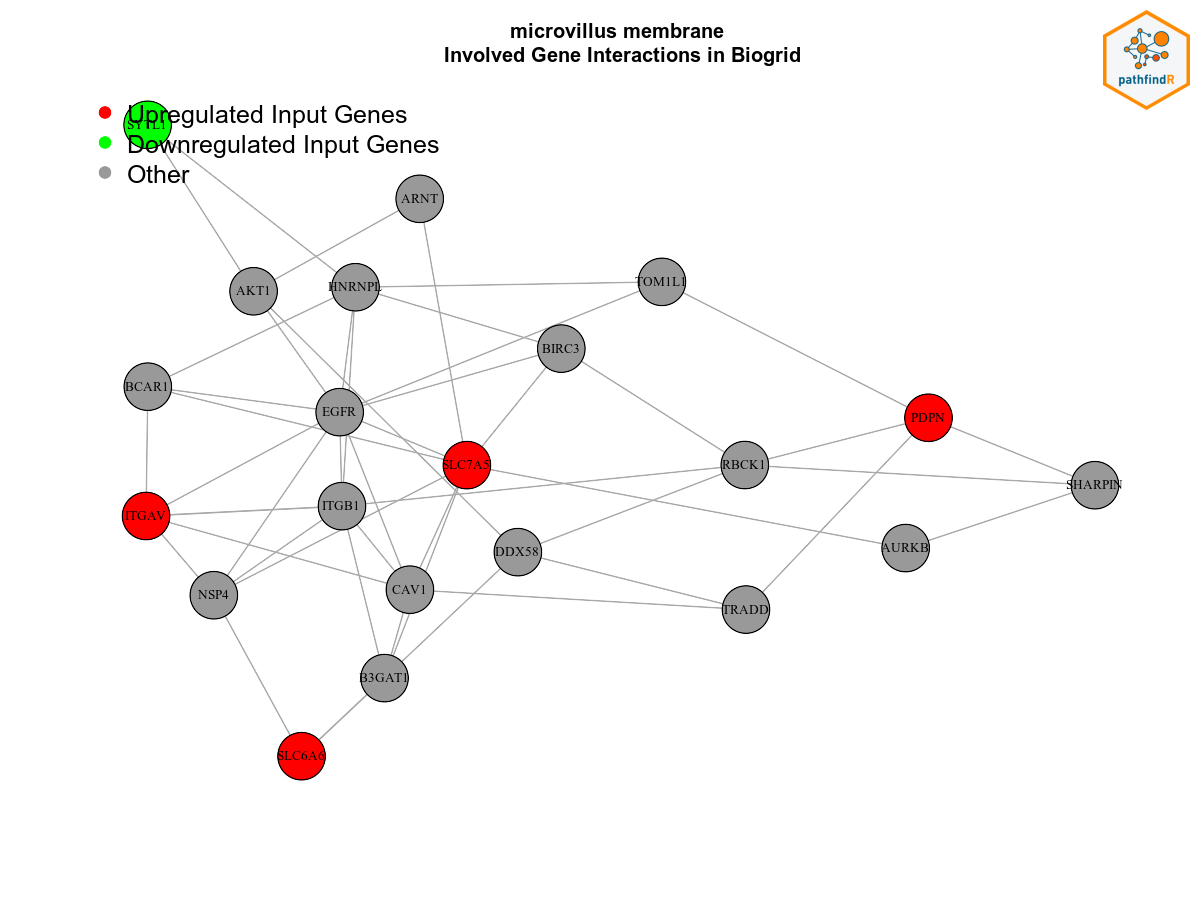 microvillus membrane
Involved Gene Interactions in Biogrid
pathfindR
Upregulated Input Genes
Downregulated Input Genes
Other
SYTL1
ARNT
AKT1
HNRNPL
TOM1L1
BIRC3
BCAR1
EGFR
PDPN
SLC7A5
RBCK1
SHARPIN
ITGAV
ITGB1
DDX58
AURKB
NSP4
CAV1
TRADD
B3GAT1
SLC6A6